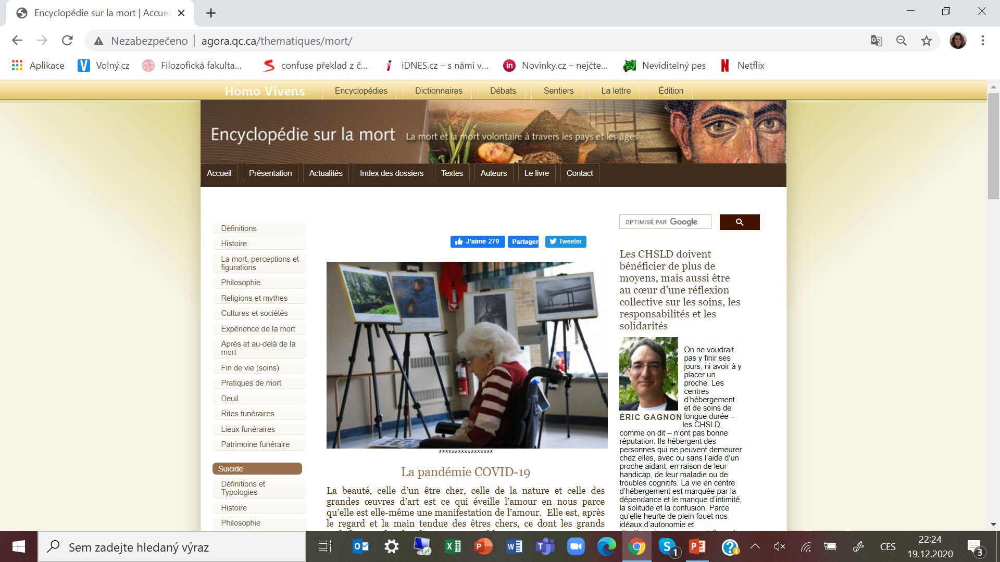 Encyclopédie sur la mort | Accuei
Nezabezpečeno | agora.qc.ca/thematiques/mort/
Aplikace
Volný.cz
Filozofická fakulta...
confuse překlad z č...
iDNES.cz – s námi v...
Novinky.cz – nejčte...
Neviditelný pes
Netflix
Homo Vivens
Encyclopédies
Dictionnaires
Débats
Sentiers
La lettre
Édition
Encyclopédie sur la mort
La mort et la mort volontaire à travers les pays et les âges
Accueil
Présentation
Actualités
Index des dossiers
Textes
Auteurs
Le livre
Contact
Définitions
Histoire
La mort, perceptions et
figurations
Philosophie
Religions et mythes
Cultures et sociétés
Expérience de la mort
Après et au-delà de la
mort
Fin de vie (soins)
Pratiques de mort
Deuil
Rites funéraires
Lieux funéraires
Patrimoine funéraire
Suicide
Définitions et
Typologies
Histoire
Philosophie
J'aime 279
Partager
Tweeter
*****************
La pandémie COVID-19
La beauté, celle d'un être cher, celle de la nature et celle des
grandes œuvres d'art est ce qui éveille l'amour en nous parce
qu'elle est elle-même une manifestation de l'amour. Elle est, après
le regard et la main tendue des êtres chers, ce dont les grands
OPTIMISÉ PAR Google
Les CHSLD doivent
bénéficier de plus de
moyens, mais aussi être
au cœur d'une réflexion
collective sur les soins, les
responsabilités et les
solidarités
ÉRIC GAGNON
On ne voudrait
pas y finir ses
jours, ni avoir à y
placer un
proche. Les
centres
d'hébergement
et de soins de
longue durée –
les CHSLD,
comme on dit – n'ont pas bonne
réputation. Ils hébergent des
personnes qui ne peuvent demeurer
chez elles, avec ou sans l'aide d'un
proche aidant, en raison de leur
handicap, de leur maladie ou de
troubles cognitifs. La vie en centre
d'hébergement est marquée par la
dépendance et le manque d'intimité,
la solitude et la confusion. Parce
qu'elle heurte de plein fouet nos
idéaux d'autonomie et
Sem zadejte hledaný výraz
1
CES
22:24
19.12.2020
3